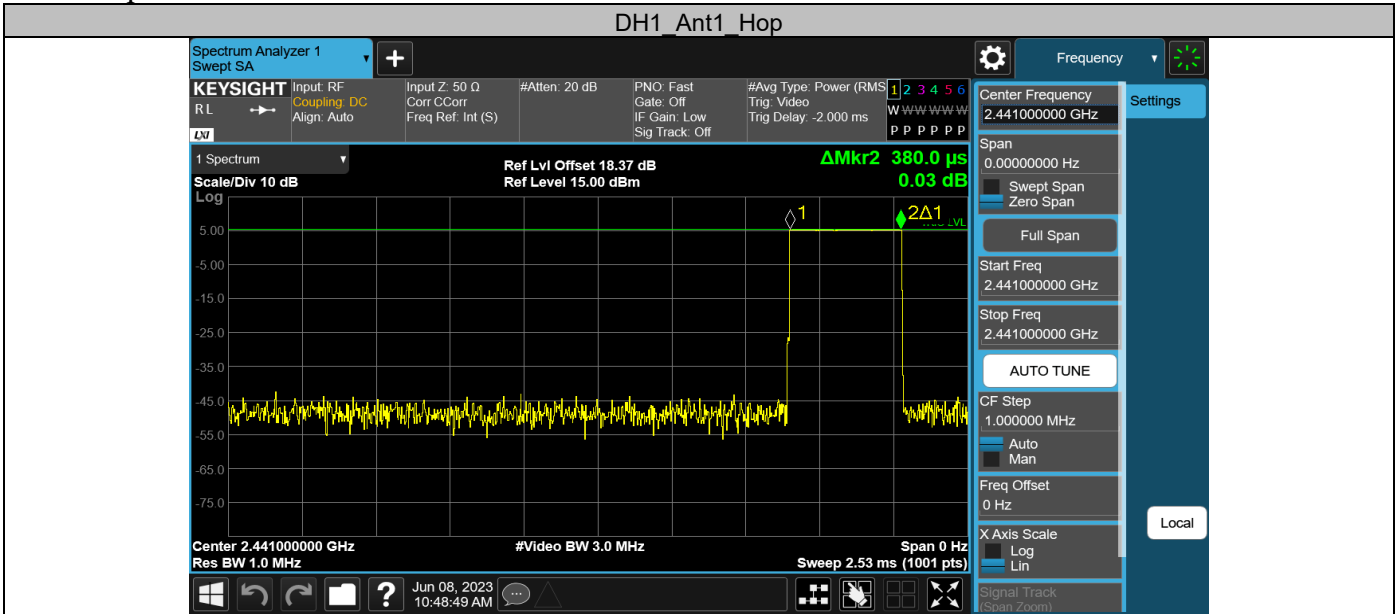 DH1_Ant1_Hop
Spectrum Analyzer 1
Swept SA
Frequency
KEYSIGHT
RL
LXI
Input: RF
Coupling: DC
Align: Auto
Input Z: 50 Ω
Corr CCorr
Freq Ref: Int (S)
#Atten: 20 dB
PNO: Fast
Gate: Off
IF Gain: Low
Sig Track: Off
#Avg Type: Power (RMS
Trig: Video
Trig Delay: -2.000 ms
1 2 3 4 5 6
W W W W W W
P P P P P P
Center Frequency
2.441000000 GHz
Settings
Span
0.00000000 Hz
Swept Span
Zero Span
Full Span
Start Freq
2.441000000 GHz
Stop Freq
2.441000000 GHz
AUTO TUNE
CF Step
1.000000 MHz
Auto
Man
Freq Offset
0 Hz
X Axis Scale
Log
Lin
Signal Track
(Span Zoom)
Local
1 Spectrum
Scale/Div 10 dB
Log
Ref Lvl Offset 18.37 dB
Ref Level 15.00 dBm
ΔMkr2 380.0 µs
0.03 dB
1
2Δ1
LVL
5.00
-5.00
-15.0
-25.0
-35.0
-45.0
-55.0
-65.0
-75.0
Center 2.441000000 GHz
Res BW 1.0 MHz
#Video BW 3.0 MHz
Span 0 Hz
Sweep 2.53 ms (1001 pts)
?
Jun 08, 2023
10:48:49 AM